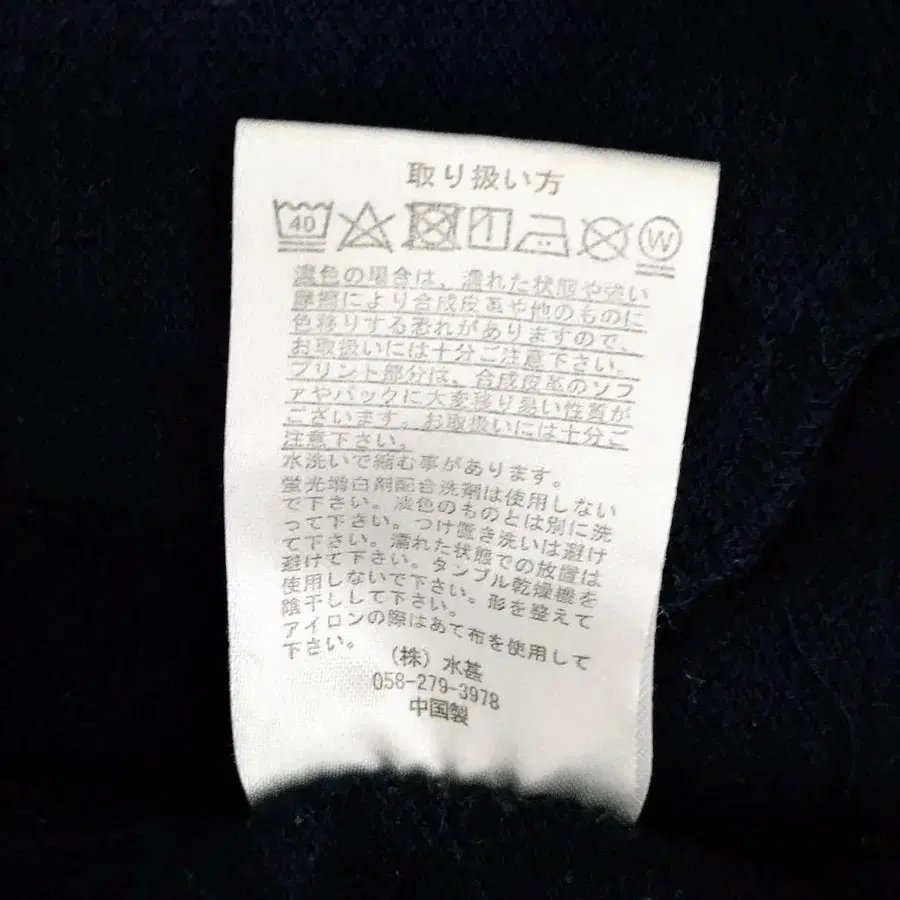 取り扱い方
40 W
濃色の場合は、濡れた状態や強い
摩擦により合成皮革や他のものに
色移りする恐れがありますので、
お取扱いには十分ご注意下さい。
プリント部分は、合成皮革のソフ
ァやバックに大変移り易い性質が
ございます。お取扱いには十分ご
注意下さい。
水洗いで縮む事があります。
蛍光増白剤配合洗剤は使用しない
で下さい。淡色のものとは別に洗
って下さい。つけ置き洗いは避け
て下さい。濡れた状態での放置は
避けて下さい。タンブル乾燥機を
使用しないで下さい。形を整えて
陰干しして下さい。
アイロンの際はあて布を使用して
下さい。
(株)水甚
058-279-3978
中国製